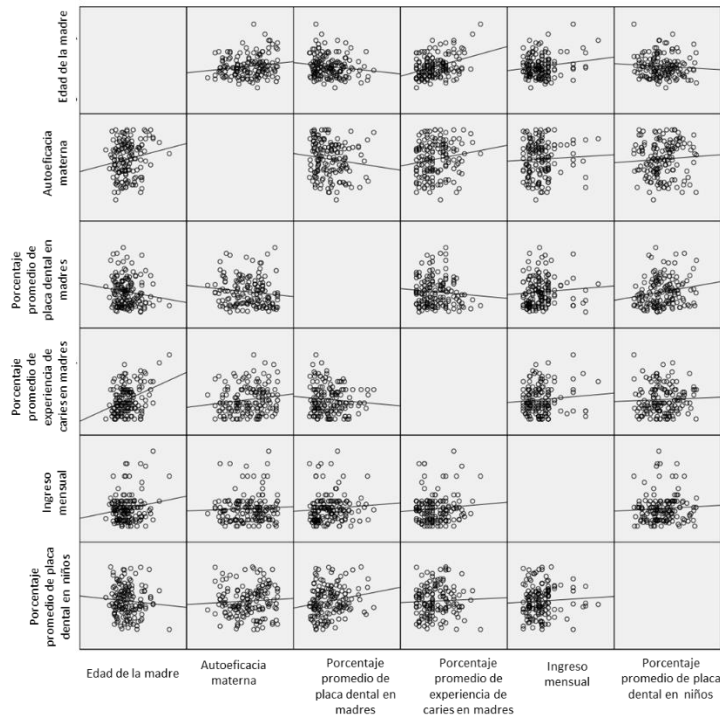 Edad de la madre
Autoeficacia
materna
Porcentaje
promedio de
placa dental en
madres
Porcentaje
promedio de
experiencia de
caries en madres
Ingreso
mensual
Porcentaje
promedio de placa
dental en niños
Edad de la madre
Autoeficacia
materna
Porcentaje
promedio de
placa dental en
madres
Porcentaje
promedio de
experiencia de
caries en madres
Ingreso
mensual
Porcentaje
promedio de placa
dental en niños